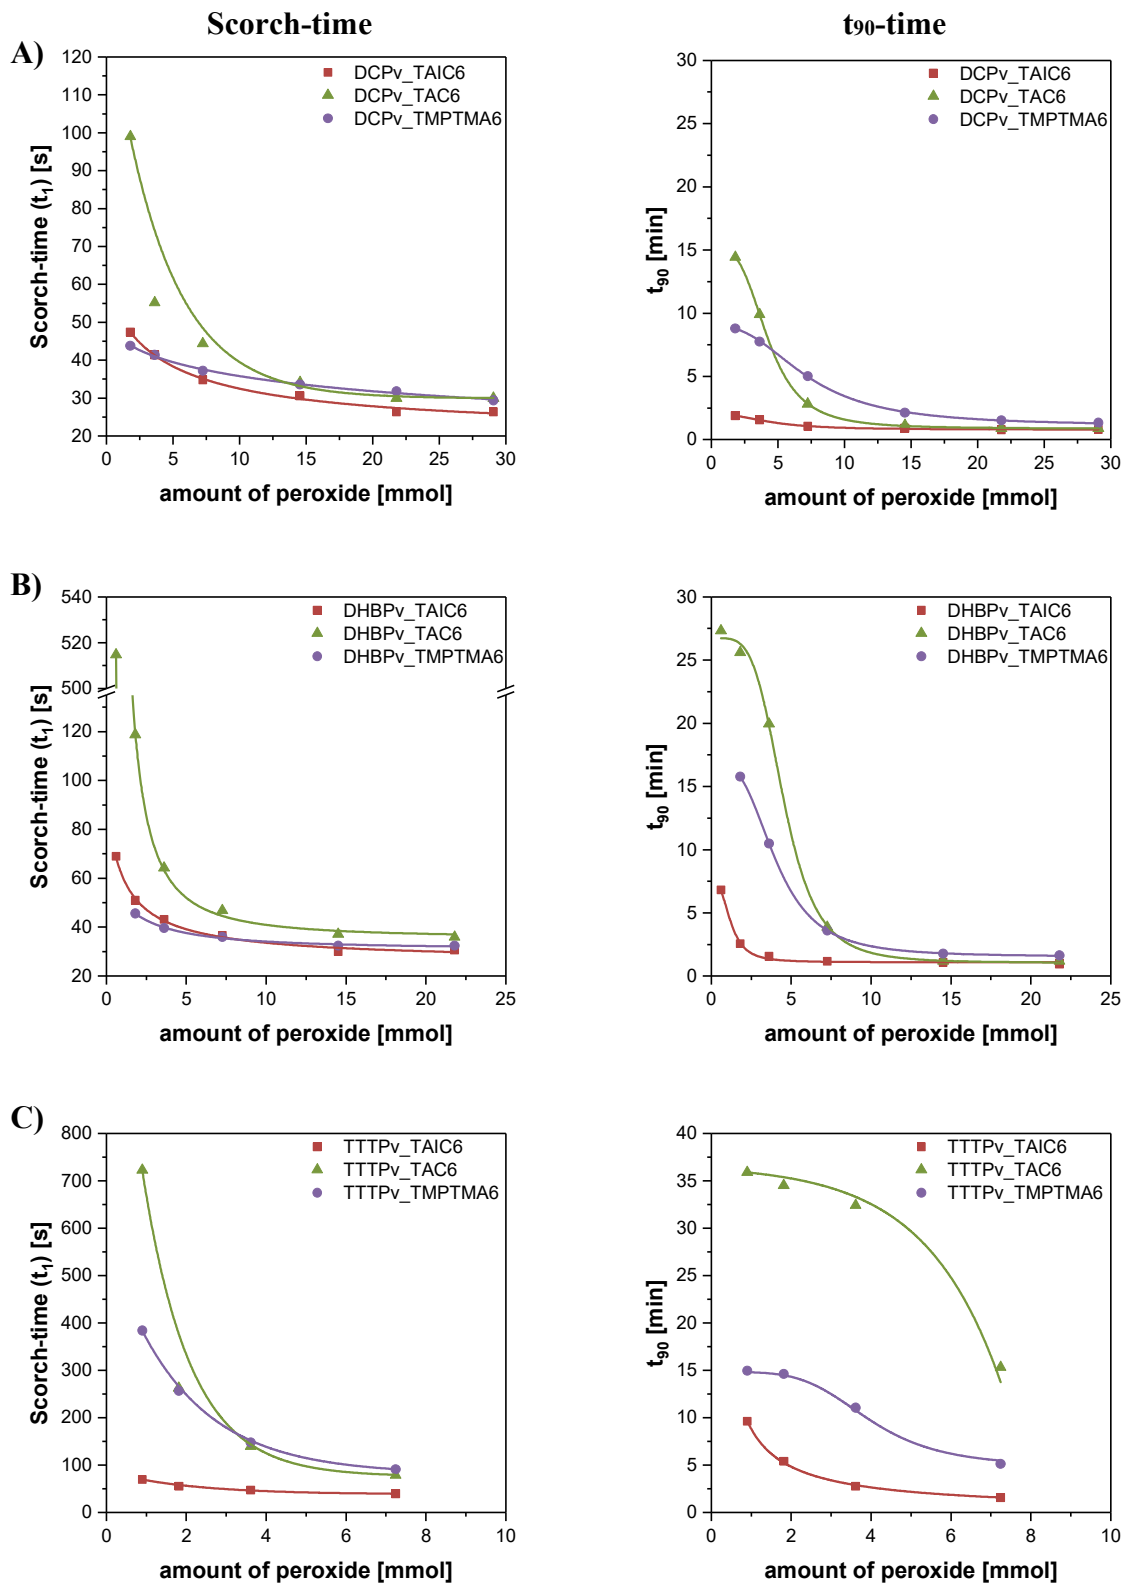 Scorch-time
t90-time
A)
120
110
100
90
80
70
60
50
40
30
20
0
5
10
15
20
25
30
Scorch-time (t1) [s]
amount of peroxide [mmol]
DCPv_TAIC6
DCPv_TAC6
DCPv_TMPTMA6
30
25
20
15
10
5
0
0
5
10
15
20
25
30
t90 [min]
amount of peroxide [mmol]
DCPv_TAIC6
DCPv_TAC6
DCPv_TMPTMA6
B)
540
520
500
120
100
80
60
40
20
0
5
10
15
20
25
Scorch-time (t1) [s]
amount of peroxide [mmol]
DHBPv_TAIC6
DHBPv_TAC6
DHBPv_TMPTMA6
30
25
20
15
10
5
0
0
5
10
15
20
25
t90 [min]
amount of peroxide [mmol]
DHBPv_TAIC6
DHBPv_TAC6
DHBPv_TMPTMA6
C)
800
700
600
500
400
300
200
100
0
0
2
4
6
8
10
Scorch-time (t1) [s]
amount of peroxide [mmol]
TTTPv_TAIC6
TTTPv_TAC6
TTTPv_TMPTMA6
40
35
30
25
20
15
10
5
0
0
2
4
6
8
10
t90 [min]
amount of peroxide [mmol]
TTTPv_TAIC6
TTTPv_TAC6
TTTPv_TMPTMA6